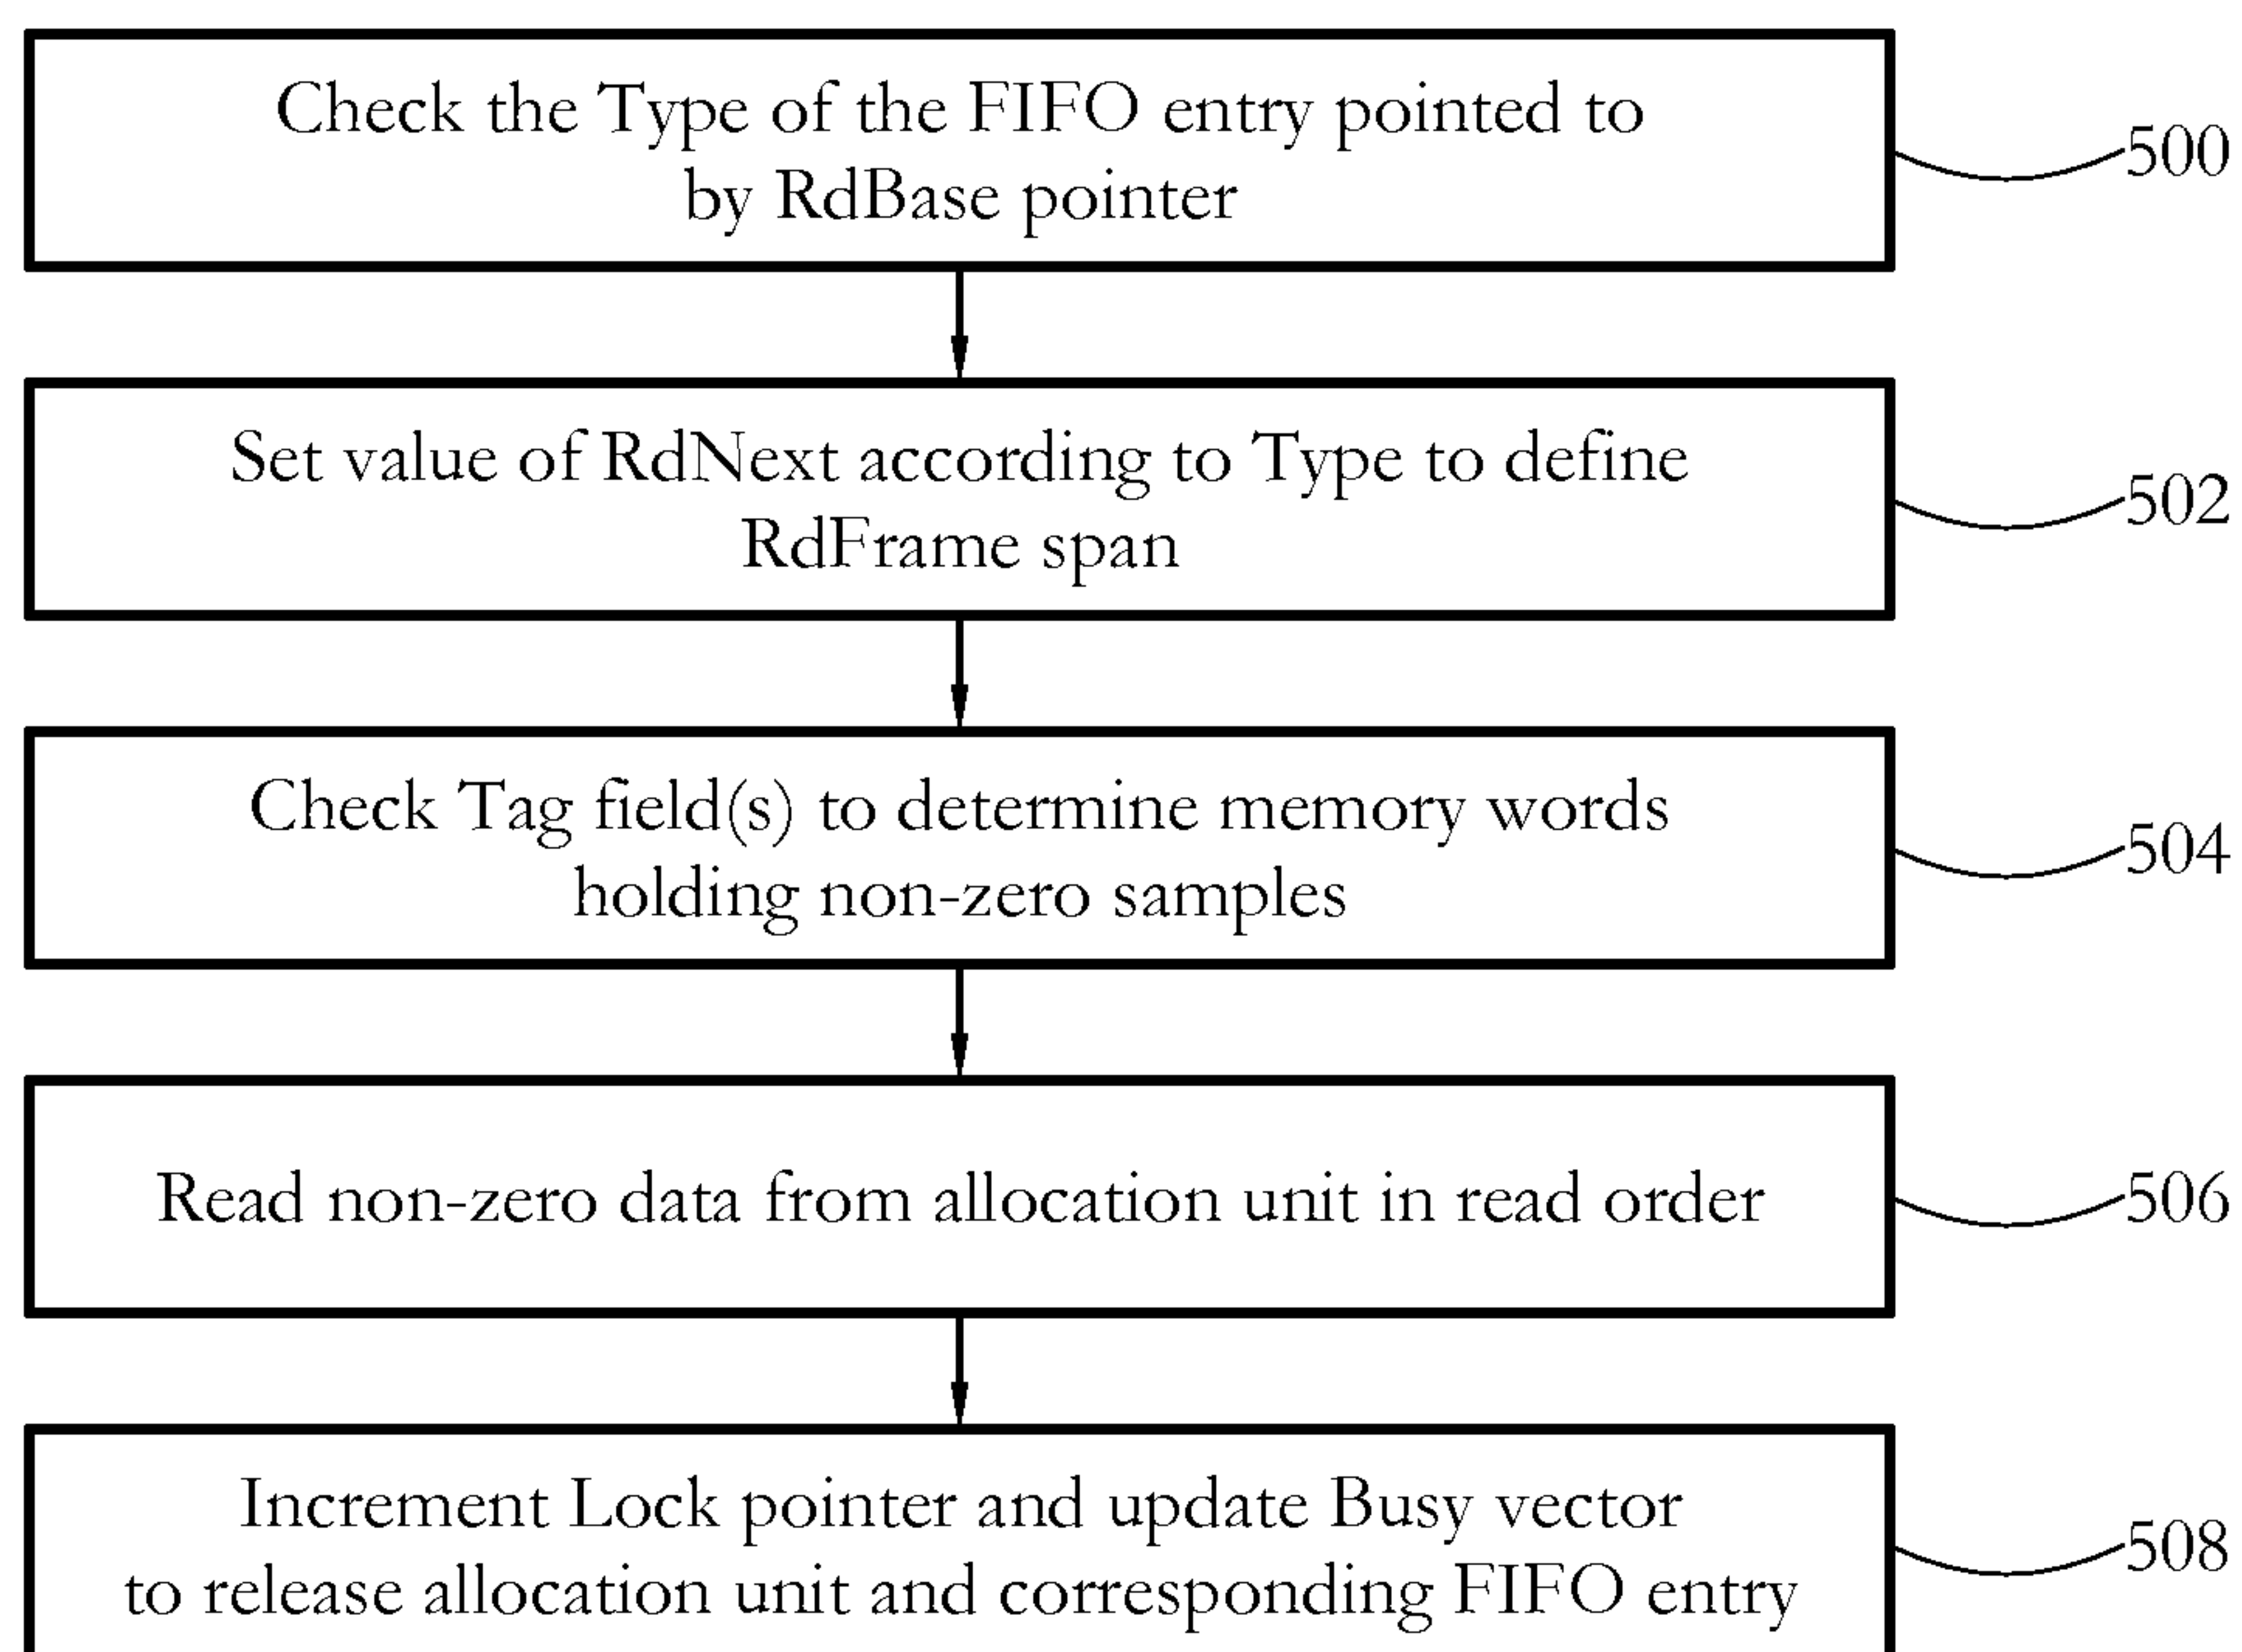 Check the Type of the FIFO entry pointed to
by RdBase pointer
500
Set value of RdNext according to Type to define
RdFrame span
502
Check Tag field(s) to determine memory words
holding non-zero samples
504
Read non-zero data from allocation unit in read order
506
Increment Lock pointer and update Busy vector
to release allocation unit and corresponding FIFO entry
508